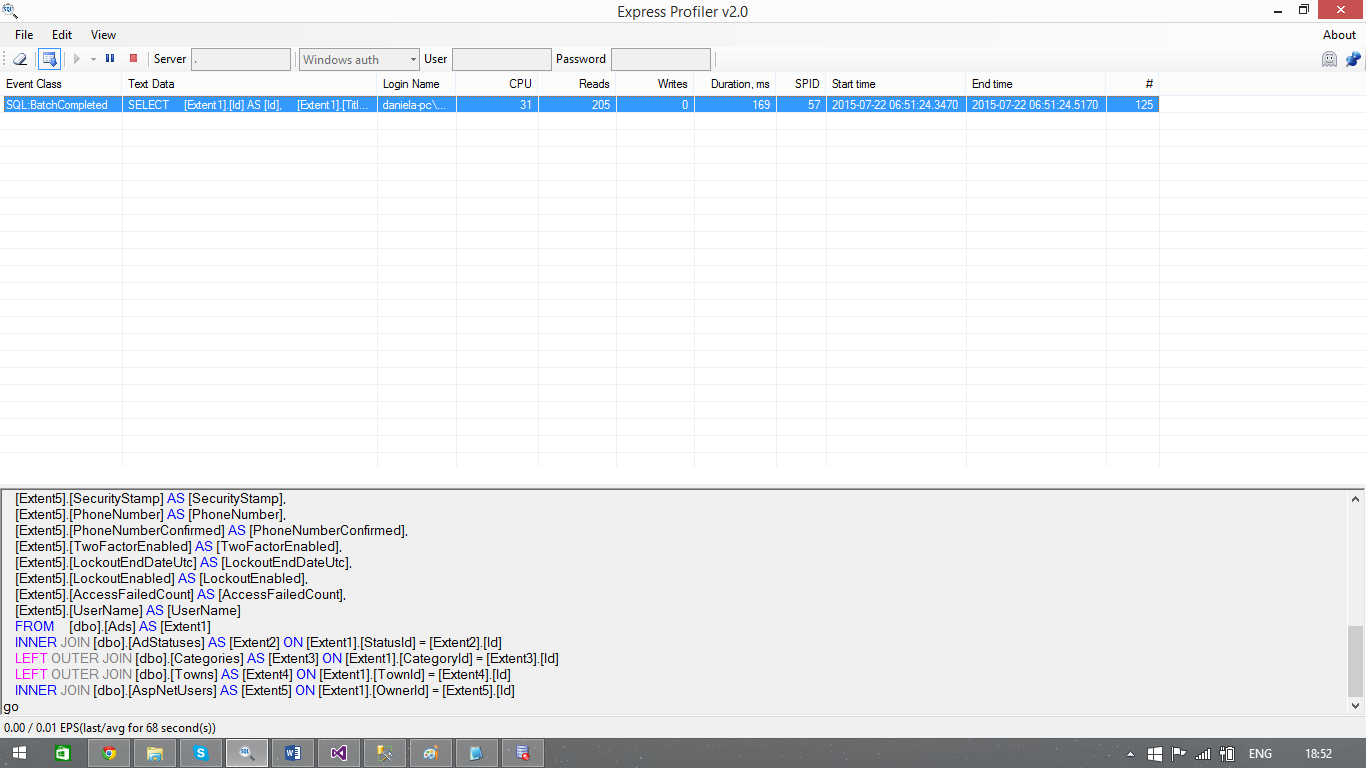 Express Profiler v2.0
File Edit View About
Server . Windows auth User Password
Event Class Text Data Login Name CPU Reads Writes Duration, ms SPID Start time End time #
SQL:BatchCompleted SELECT [Extent1].[Id] AS [Id], [Extent1].[Titl... daniela-pc\... 31 205 0 169 57 2015-07-22 06:51:24.3470 2015-07-22 06:51:24.5170 125
[Extent5].[SecurityStamp] AS [SecurityStamp],
[Extent5].[PhoneNumber] AS [PhoneNumber],
[Extent5].[PhoneNumberConfirmed] AS [PhoneNumberConfirmed],
[Extent5].[TwoFactorEnabled] AS [TwoFactorEnabled],
[Extent5].[LockoutEndDateUtc] AS [LockoutEndDateUtc],
[Extent5].[LockoutEnabled] AS [LockoutEnabled],
[Extent5].[AccessFailedCount] AS [AccessFailedCount],
[Extent5].[UserName] AS [UserName]
FROM [dbo].[Ads] AS [Extent1]
INNER JOIN [dbo].[AdStatuses] AS [Extent2] ON [Extent1].[StatusId] = [Extent2].[Id]
LEFT OUTER JOIN [dbo].[Categories] AS [Extent3] ON [Extent1].[CategoryId] = [Extent3].[Id]
LEFT OUTER JOIN [dbo].[Towns] AS [Extent4] ON [Extent1].[TownId] = [Extent4].[Id]
INNER JOIN [dbo].[AspNetUsers] AS [Extent5] ON [Extent1].[OwnerId] = [Extent5].[Id]
go
0.00 / 0.01 EPS(last/avg for 68 second(s))
ENG 18:52